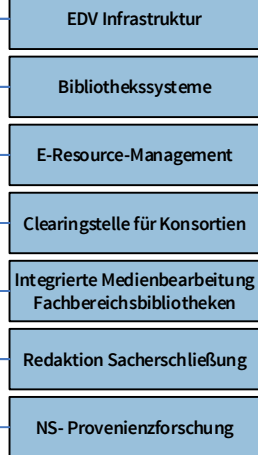 EDV Infrastruktur
Bibliothekssysteme
E-Resource-Management
Clearingstelle für Konsortien
Integrierte Medienbearbeitung
Fachbereichsbibliotheken
Redaktion Sacherschließung
NS- Provenienzforschung